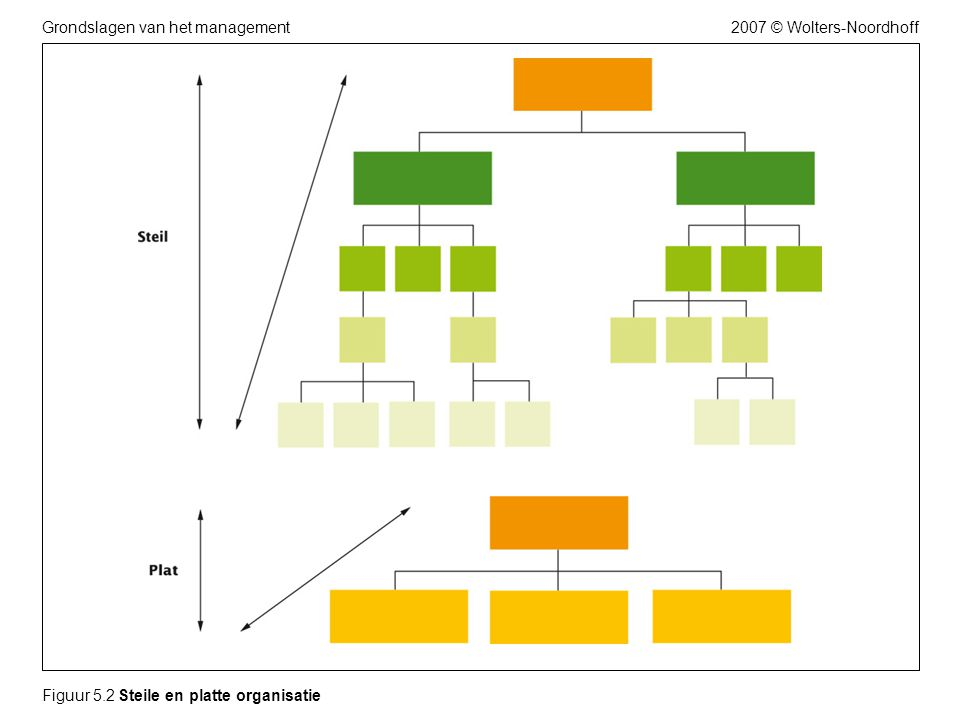 Grondslagen van het management
2007 © Wolters-Noordhoff
Steil
Plat
Figuur 5.2 Steile en platte organisatie